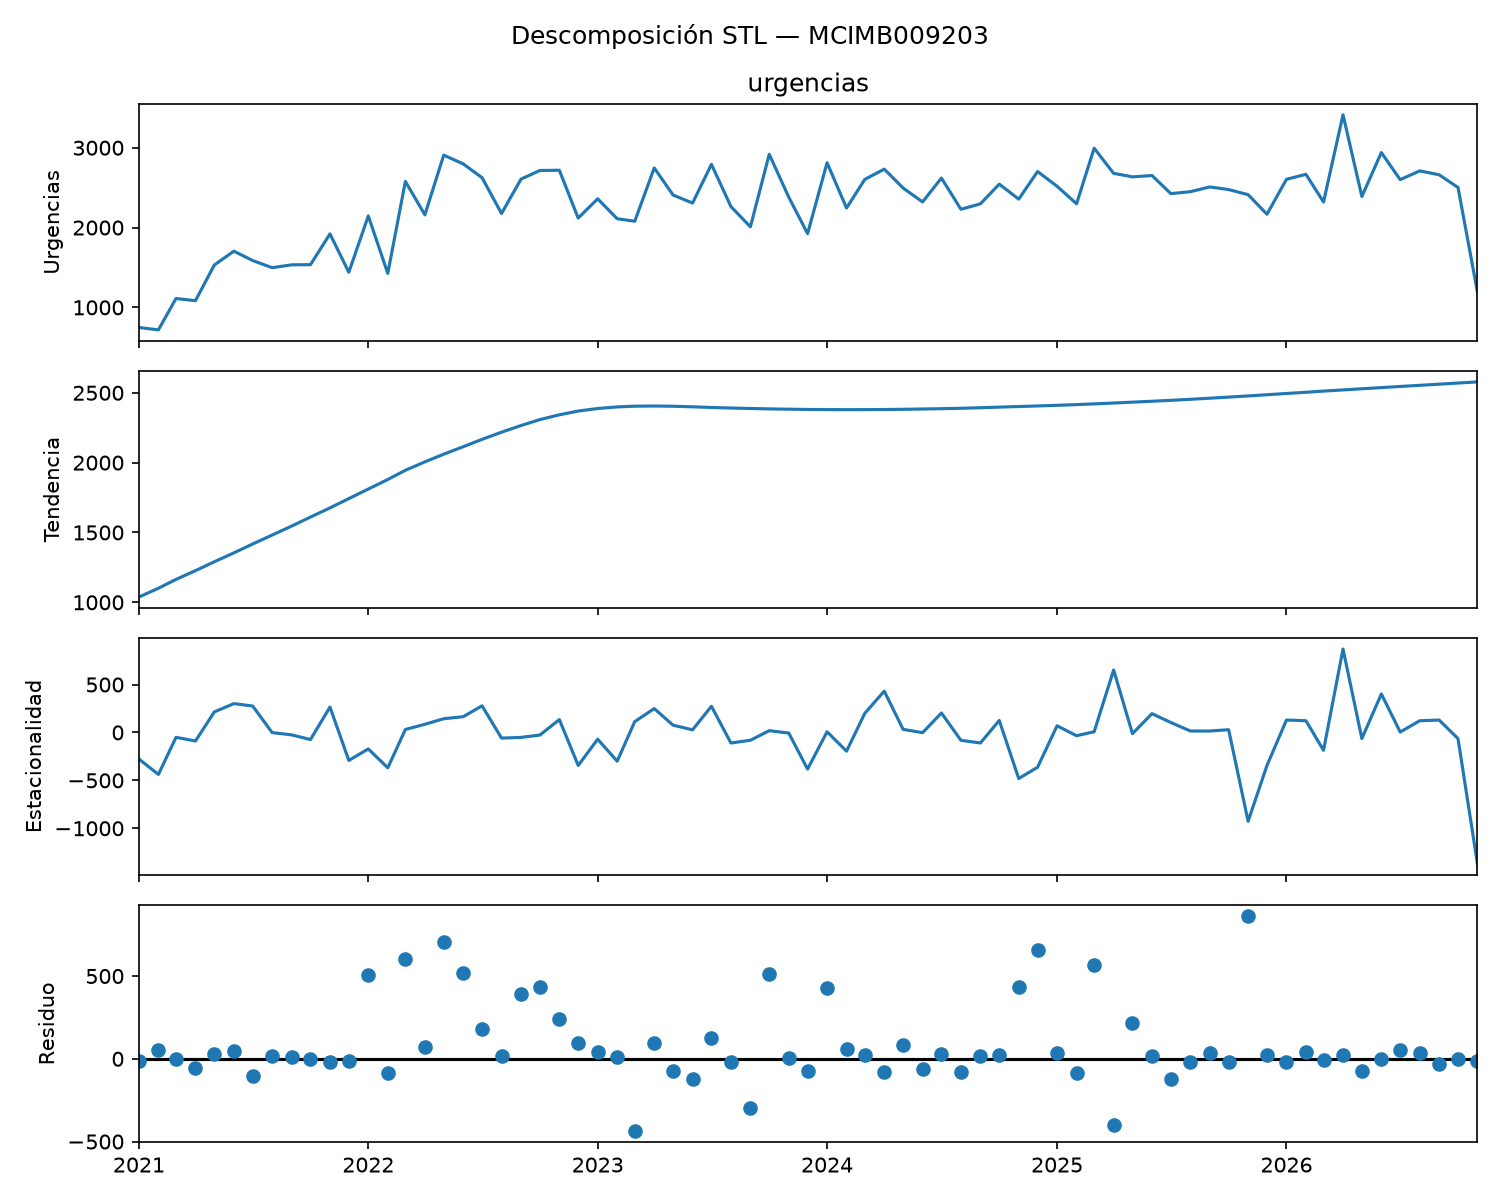 Descomposición STL — MCIMB009203
urgencias
Urgencias
3000
2000
1000
Tendencia
2500
2000
1500
1000
Estacionalidad
500
0
−500
−1000
Residuo
500
0
−500
2021 2022 2023 2024 2025 2026